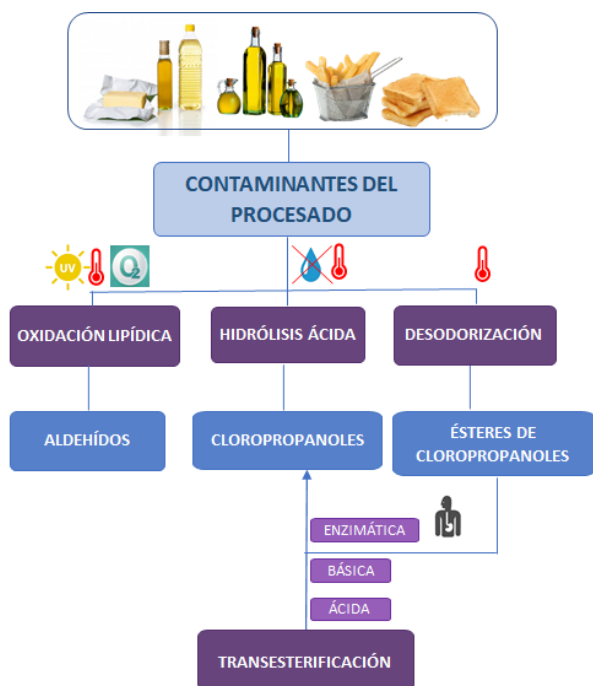 CONTAMINANTES DEL
PROCESADO
UV
O2
OXIDACIÓN LIPÍDICA
HIDRÓLISIS ÁCIDA
DESODORIZACIÓN
ALDEHÍDOS
CLOROPROPANOLES
ÉSTERES DE
CLOROPROPANOLES
ENZIMÁTICA
BÁSICA
ÁCIDA
TRANSESTERIFICACIÓN